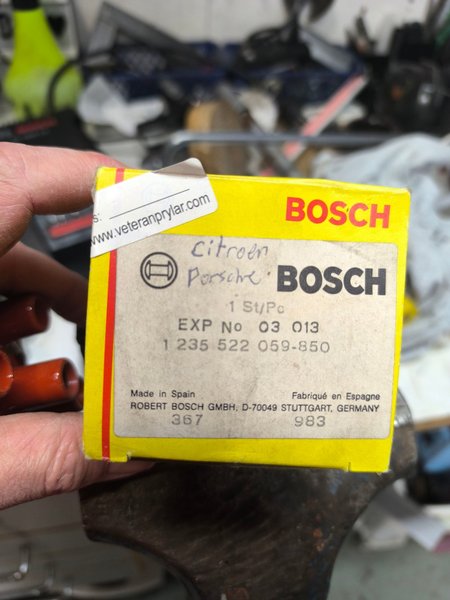 s:
www.veteranprylar.com
BOSCH
Citroen
Porsche
BOSCH
1 St/Pc
EXP No 03 013
1 235 522 059-850
Made in Spain Fabriqué en Espagne
ROBERT BOSCH GMBH, D-70049 STUTTGART, GERMANY
367 983